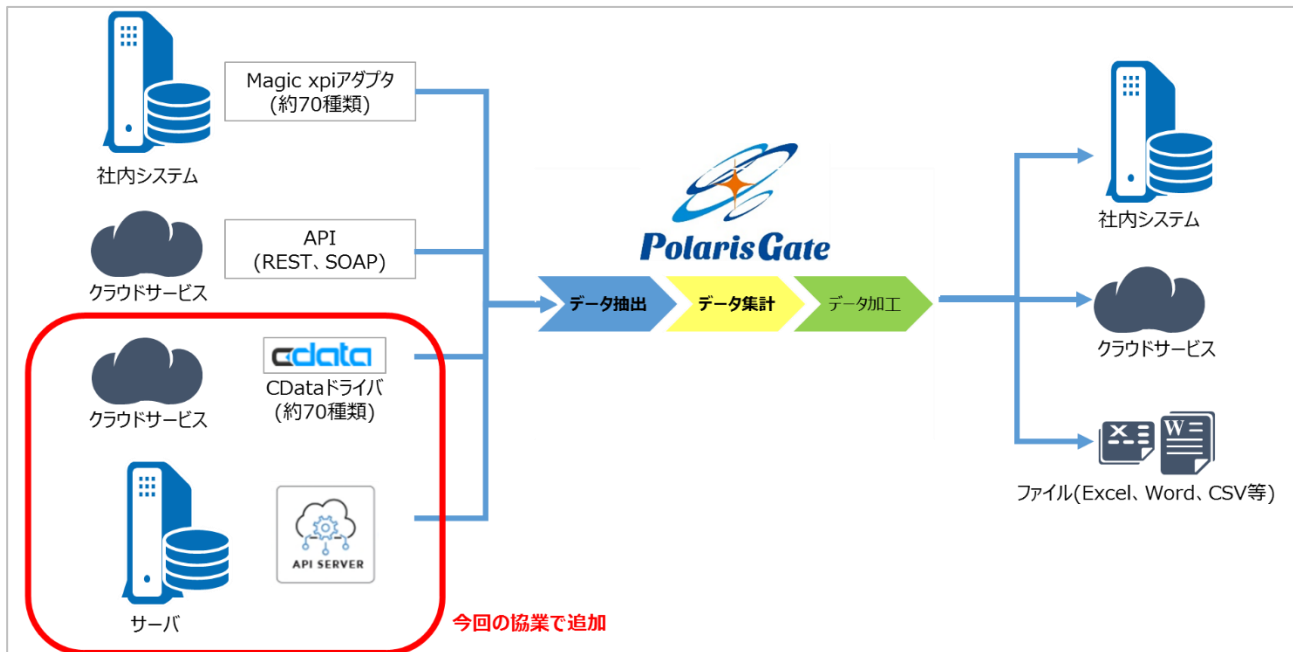 Magic xpiアダプタ
(約70種類)
社内システム
API
(REST、SOAP)
クラウドサービス
cdata
CDataドライバ
(約70種類)
クラウドサービス
API SERVER
サーバ
今回の協業で追加
PolarisGate
データ抽出
データ集計
データ加工
社内システム
クラウドサービス
X
W
ファイル(Excel、Word、CSV等)